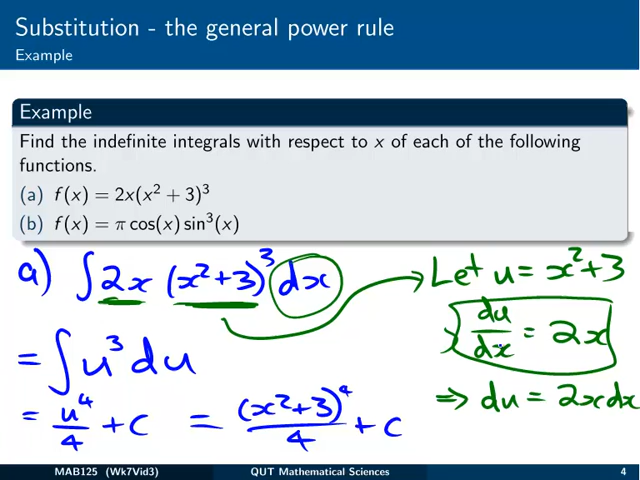 Substitution - the general power rule
Example
Example
Find the indefinite integrals with respect to x of each of the following
functions.
(a) f(x) = 2x(x² + 3)³
(b) f(x) = π cos(x) sin³(x)
a) ∫ 2x (x²+3)³ dx
Let u = x²+3
du/dx = 2x
= ∫ u³ du
⇒ du = 2x dx
= u⁴/4 + c = (x²+3)⁴/4 + c
MAB125 (Wk7Vid3) QUT Mathematical Sciences 4